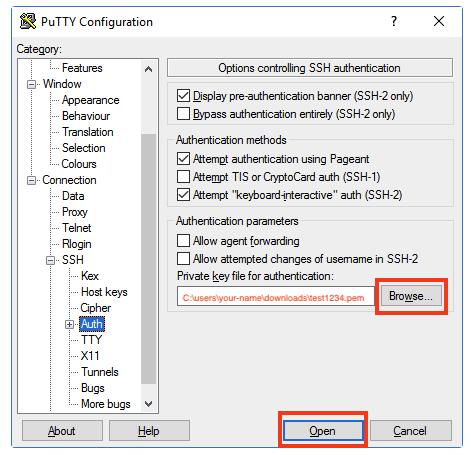 PuTTY Configuration
?
Category:
Features
Window
Appearance
Behaviour
Translation
Selection
Colours
Connection
Data
Proxy
Telnet
Rlogin
SSH
Kex
Host keys
Cipher
Auth
TTY
X11
Tunnels
Bugs
More bugs
Options controlling SSH authentication
Display pre-authentication banner (SSH-2 only)
Bypass authentication entirely (SSH-2 only)
Authentication methods
Attempt authentication using Pageant
Attempt TIS or CryptoCard auth (SSH-1)
Attempt "keyboard-interactive" auth (SSH-2)
Authentication parameters
Allow agent forwarding
Allow attempted changes of username in SSH-2
Private key file for authentication:
C:\users\your-name\downloads\test1234.pem
Browse...
About
Help
Open
Cancel